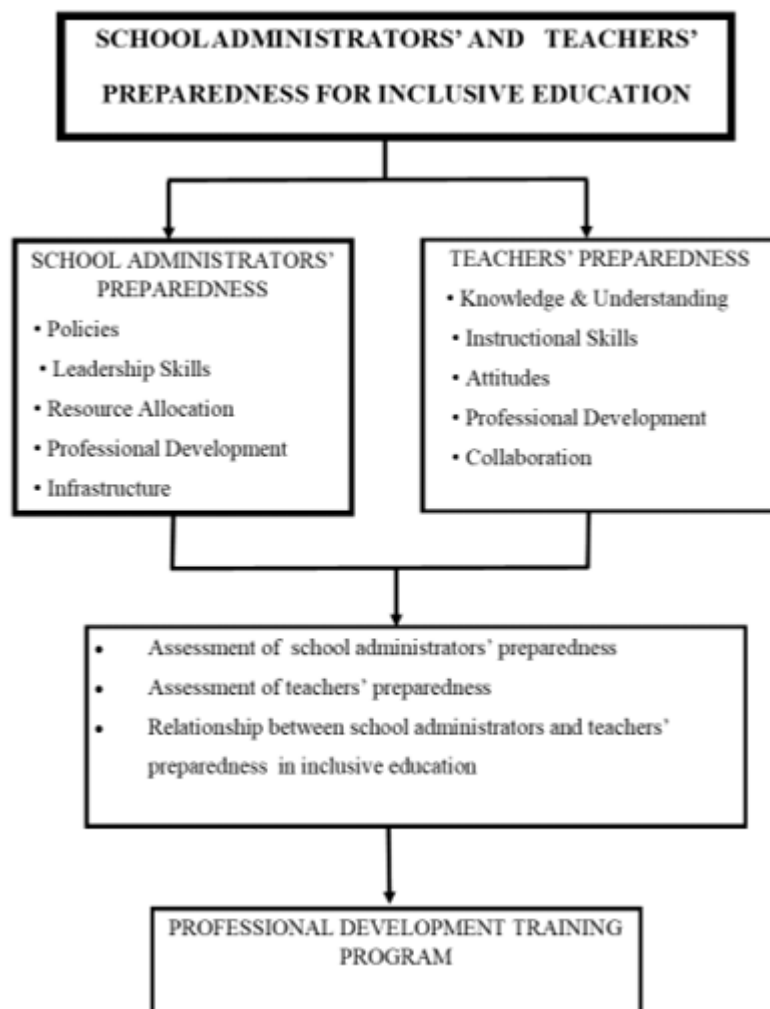 SCHOOL ADMINISTRATORS’ AND TEACHERS’
PREPAREDNESS FOR INCLUSIVE EDUCATION
SCHOOL ADMINISTRATORS’
PREPAREDNESS
• Policies
• Leadership Skills
• Resource Allocation
• Professional Development
• Infrastructure
TEACHERS’ PREPAREDNESS
• Knowledge & Understanding
• Instructional Skills
• Attitudes
• Professional Development
• Collaboration
• Assessment of school administrators’ preparedness
• Assessment of teachers’ preparedness
• Relationship between school administrators and teachers’
preparedness in inclusive education
PROFESSIONAL DEVELOPMENT TRAINING
PROGRAM